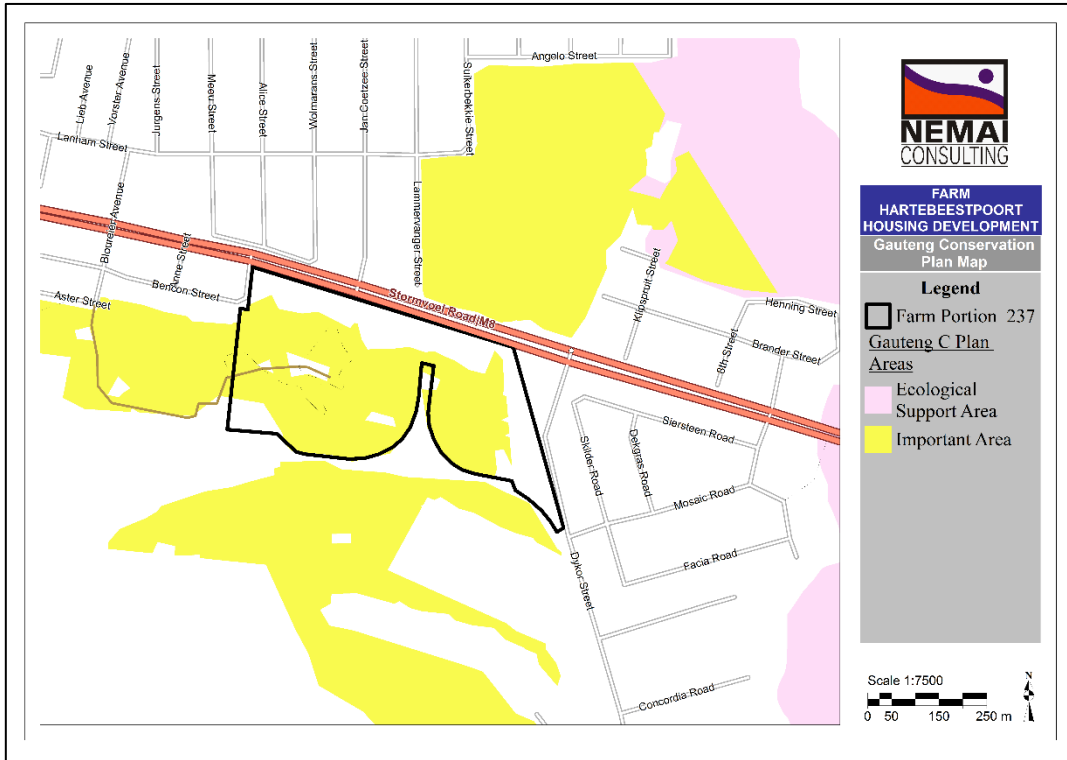 Angolo Street
Lieb Avenue
Vorster Avenue
Jurgens Street
Meeur Street
Alice Street
Wolmarans Street
Jan Coetzee Street
Suikerbekkie Street
Lanham Street
Lammervanger Street
Bloureier Avenue
Anne Street
Bencon Street
Aster Street
Stormvoel Road/M8
Klipspruit Street
Henning Street
Brander Street
8th Street
Siersteen Road
Skilder Road
Dekgras Road
Mosaic Road
Facia Road
Dykor Street
Concordia Road
NEMAI
CONSULTING
FARM
HARTEBEESTPOORT
HOUSING DEVELOPMENT
Gauteng Conservation
Plan Map
Legend
Farm Portion 237
Gauteng C Plan
Areas
Ecological
Support Area
Important Area
Scale 1:7500
N
0 50 150 250 m